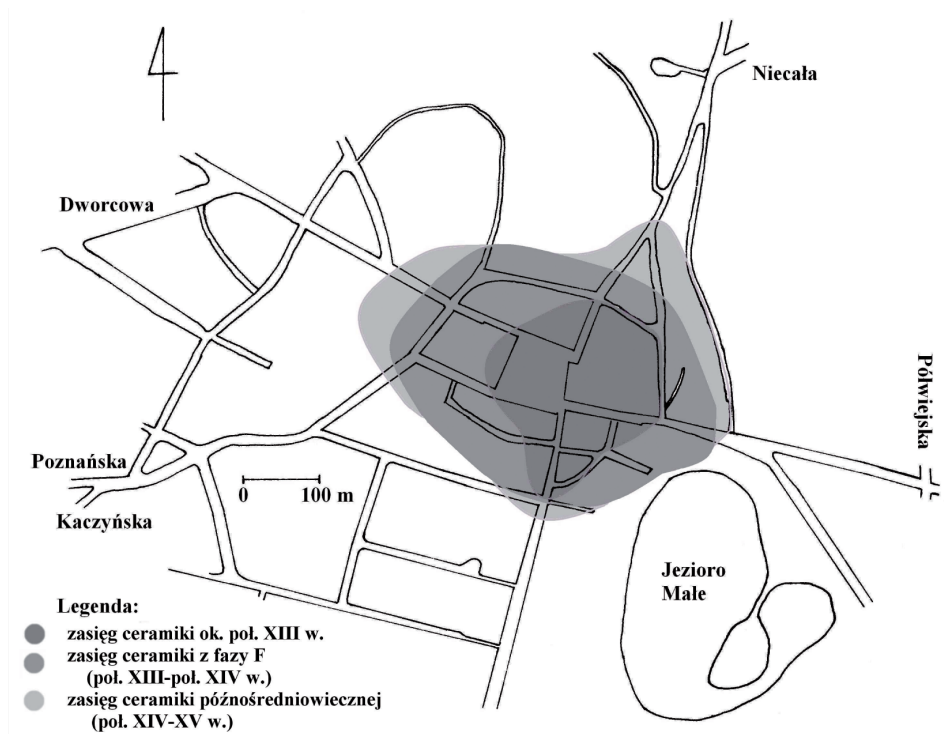 Niecała
Dworcowa
Półwiejska
Poznańska
0 100 m
Kaczyńska
Jezioro
Małe
Legenda:
zasięg ceramiki ok. poł. XIII w.
zasięg ceramiki z fazy F
(poł. XIII-poł. XIV w.)
zasięg ceramiki późnośredniowiecznej
(poł. XIV-XV w.)